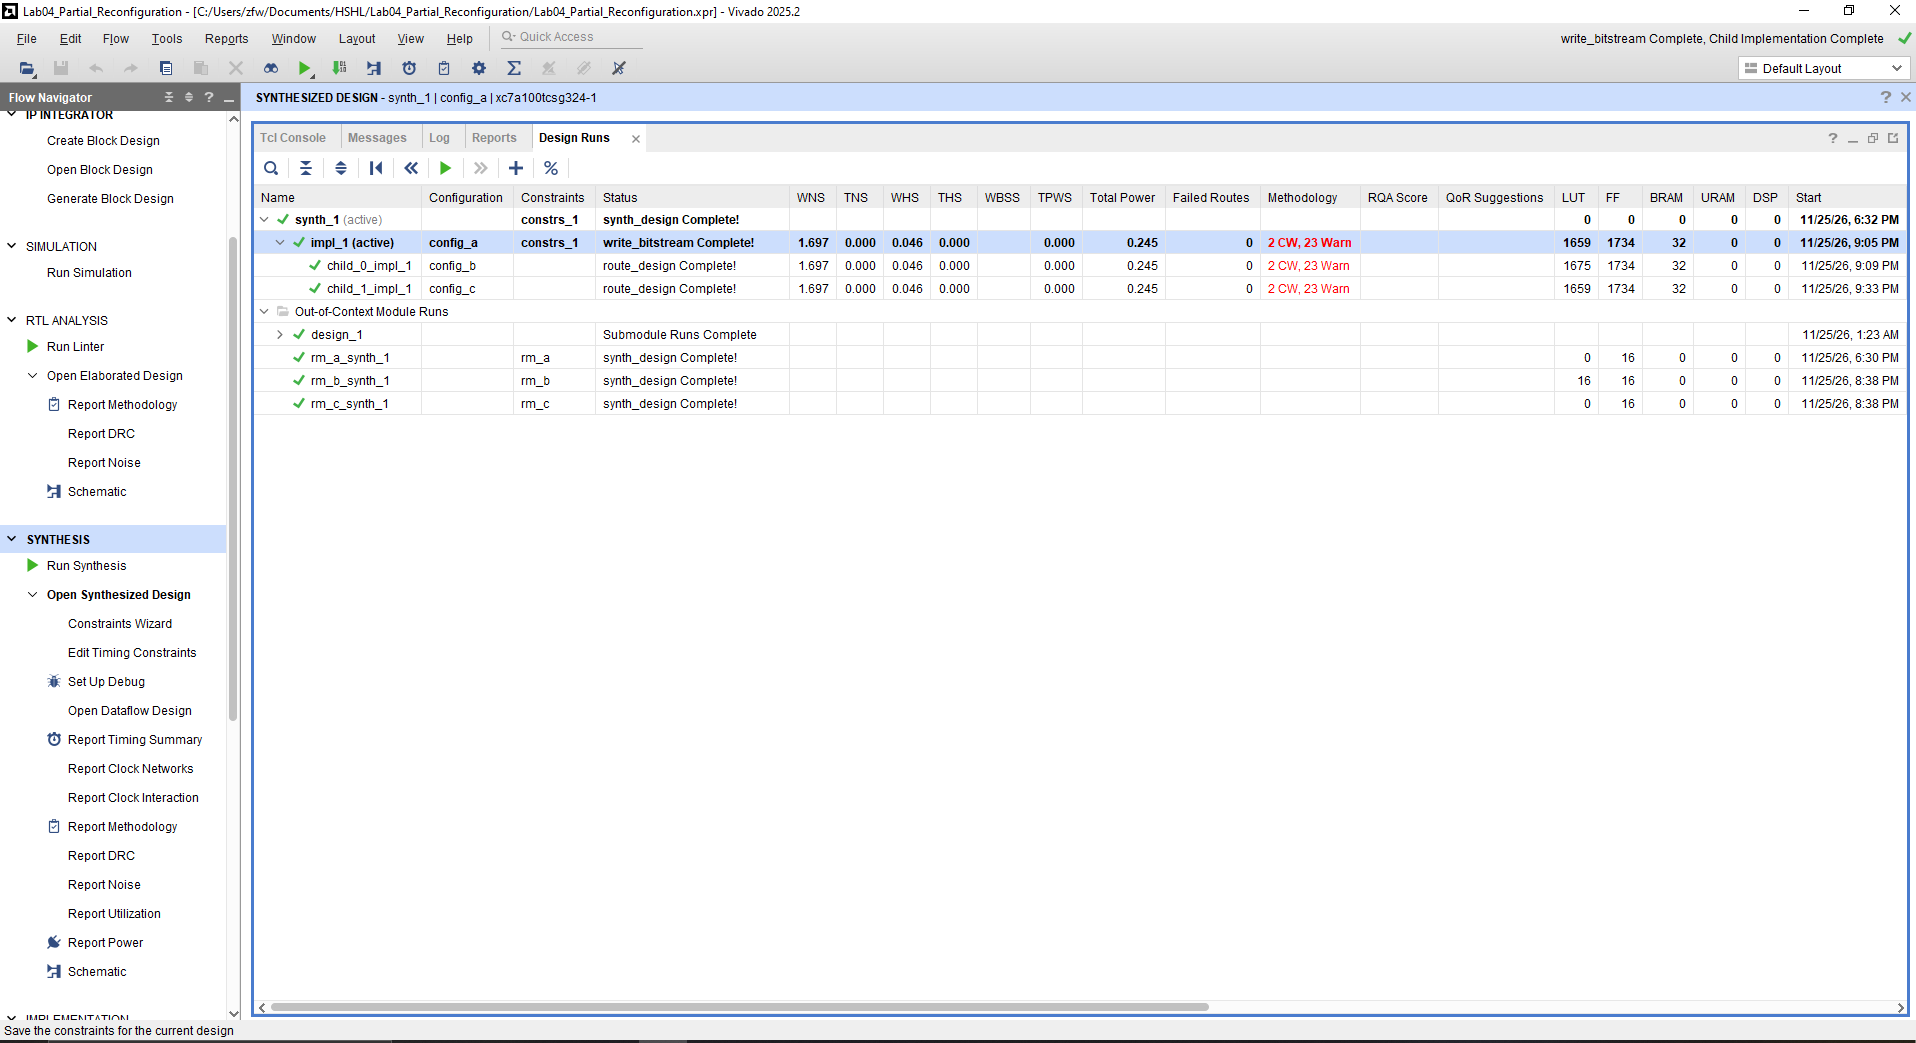 Lab04_Partial_Reconfiguration - [C:/Users/zfw/Documents/HSHL/Lab04_Partial_Reconfiguration/Lab04_Partial_Reconfiguration.xpr] - Vivado 2025.2
File Edit Flow Tools Reports Window Layout View Help Quick Access write_bitstream Complete, Child Implementation Complete
Default Layout
Flow Navigator
SYNTHESIZED DESIGN - synth_1 | config_a | xc7a100tcsg324-1
IP INTEGRATOR
Create Block Design
Open Block Design
Generate Block Design
SIMULATION
Run Simulation
RTL ANALYSIS
Run Linter
Open Elaborated Design
Report Methodology
Report DRC
Report Noise
Schematic
SYNTHESIS
Run Synthesis
Open Synthesized Design
Constraints Wizard
Edit Timing Constraints
Set Up Debug
Open Dataflow Design
Report Timing Summary
Report Clock Networks
Report Clock Interaction
Report Methodology
Report DRC
Report Noise
Report Utilization
Report Power
Schematic
IMPLEMENTATION
Tcl Console Messages Log Reports Design Runs
Name Configuration Constraints Status WNS TNS WHS THS WBSS TPWS Total Power Failed Routes Methodology RQA Score QoR Suggestions LUT FF BRAM URAM DSP Start
synth_1 (active) constrs_1 synth_design Complete! 0 0 0 0 0 11/25/26, 6:32 PM
impl_1 (active) config_a constrs_1 write_bitstream Complete! 1.697 0.000 0.046 0.000 0.000 0.245 0 2 CW, 23 Warn 1659 1734 32 0 0 11/25/26, 9:05 PM
child_0_impl_1 config_b route_design Complete! 1.697 0.000 0.046 0.000 0.000 0.245 0 2 CW, 23 Warn 1675 1734 32 0 0 11/25/26, 9:09 PM
child_1_impl_1 config_c route_design Complete! 1.697 0.000 0.046 0.000 0.000 0.245 0 2 CW, 23 Warn 1659 1734 32 0 0 11/25/26, 9:33 PM
Out-of-Context Module Runs
design_1 Submodule Runs Complete 11/25/26, 1:23 AM
rm_a_synth_1 rm_a synth_design Complete! 0 16 0 0 0 11/25/26, 6:30 PM
rm_b_synth_1 rm_b synth_design Complete! 16 16 0 0 0 11/25/26, 8:38 PM
rm_c_synth_1 rm_c synth_design Complete! 0 16 0 0 0 11/25/26, 8:38 PM
Save the constraints for the current design